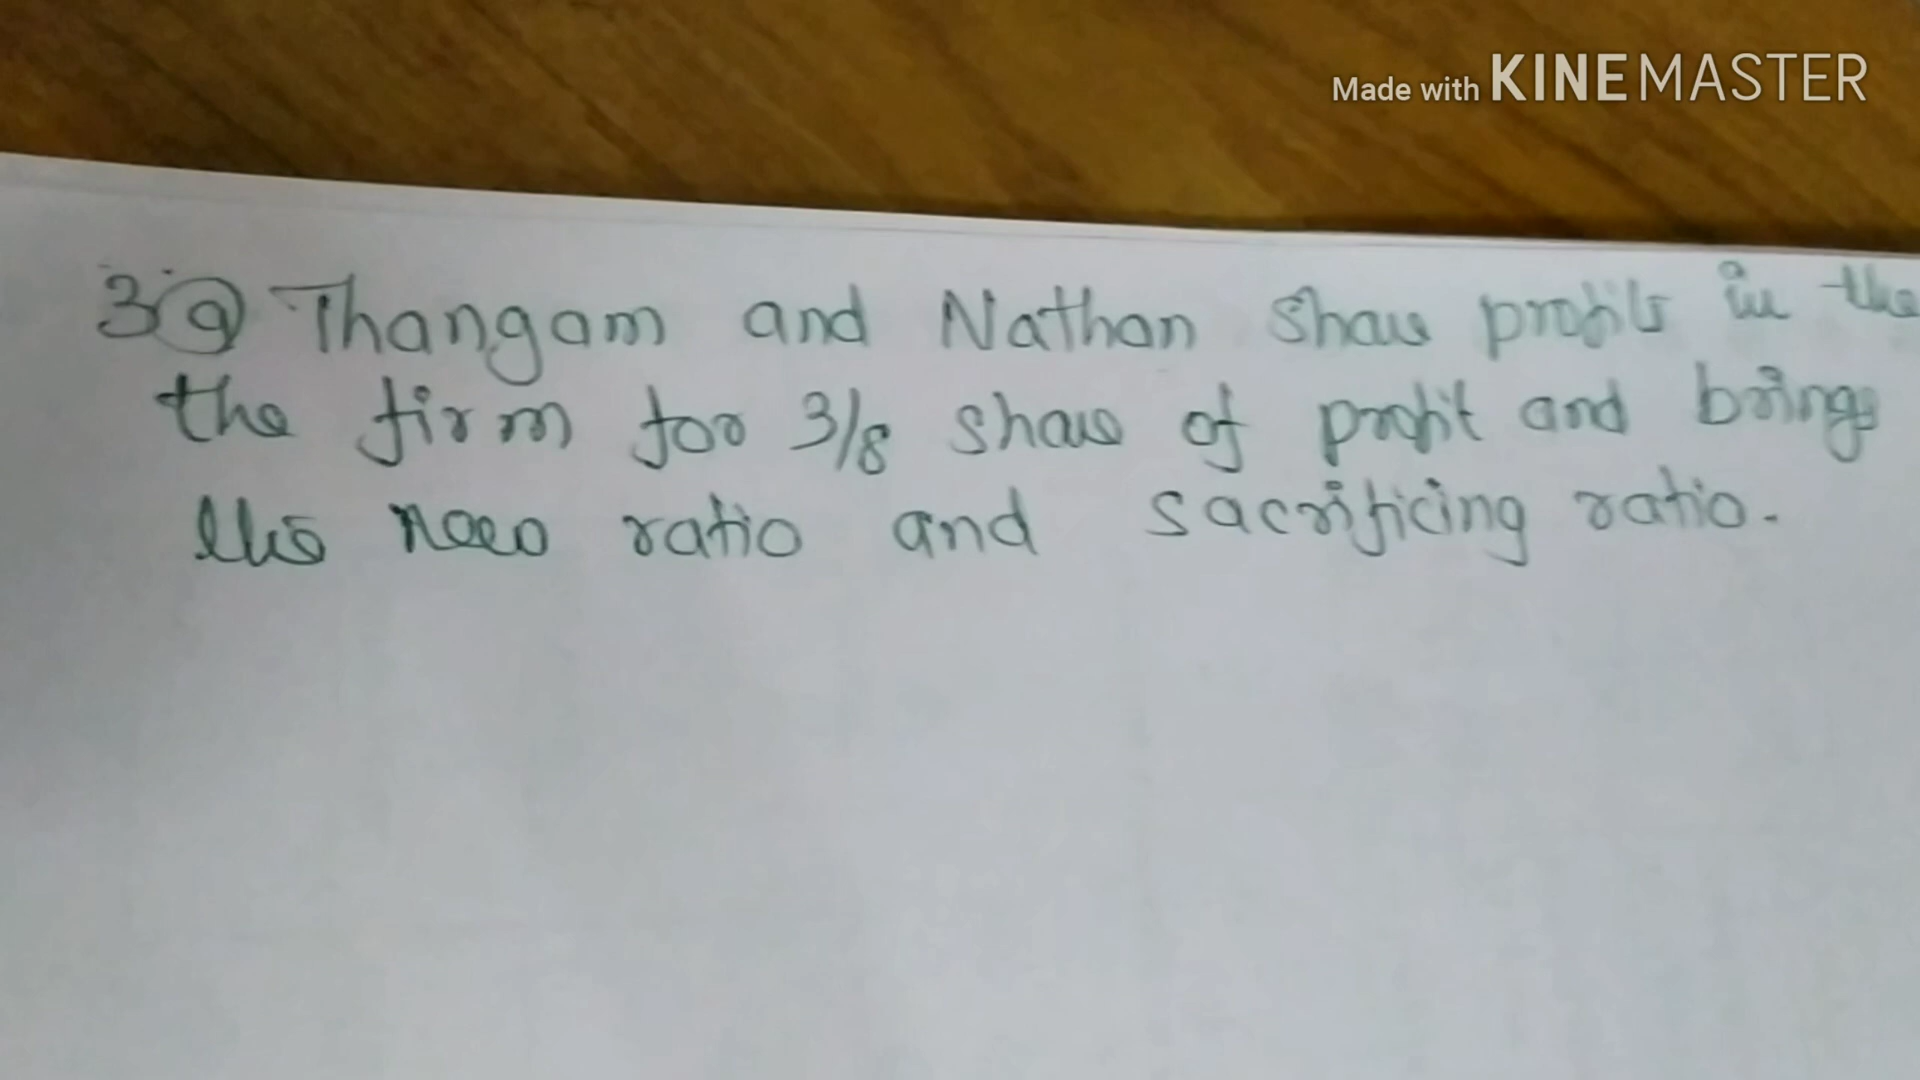 Made with KINEMASTER
3 a Thangam and Nathan share profits in the
the firm for 3/8 share of profit and brings
the new ratio and sacrificing ratio.